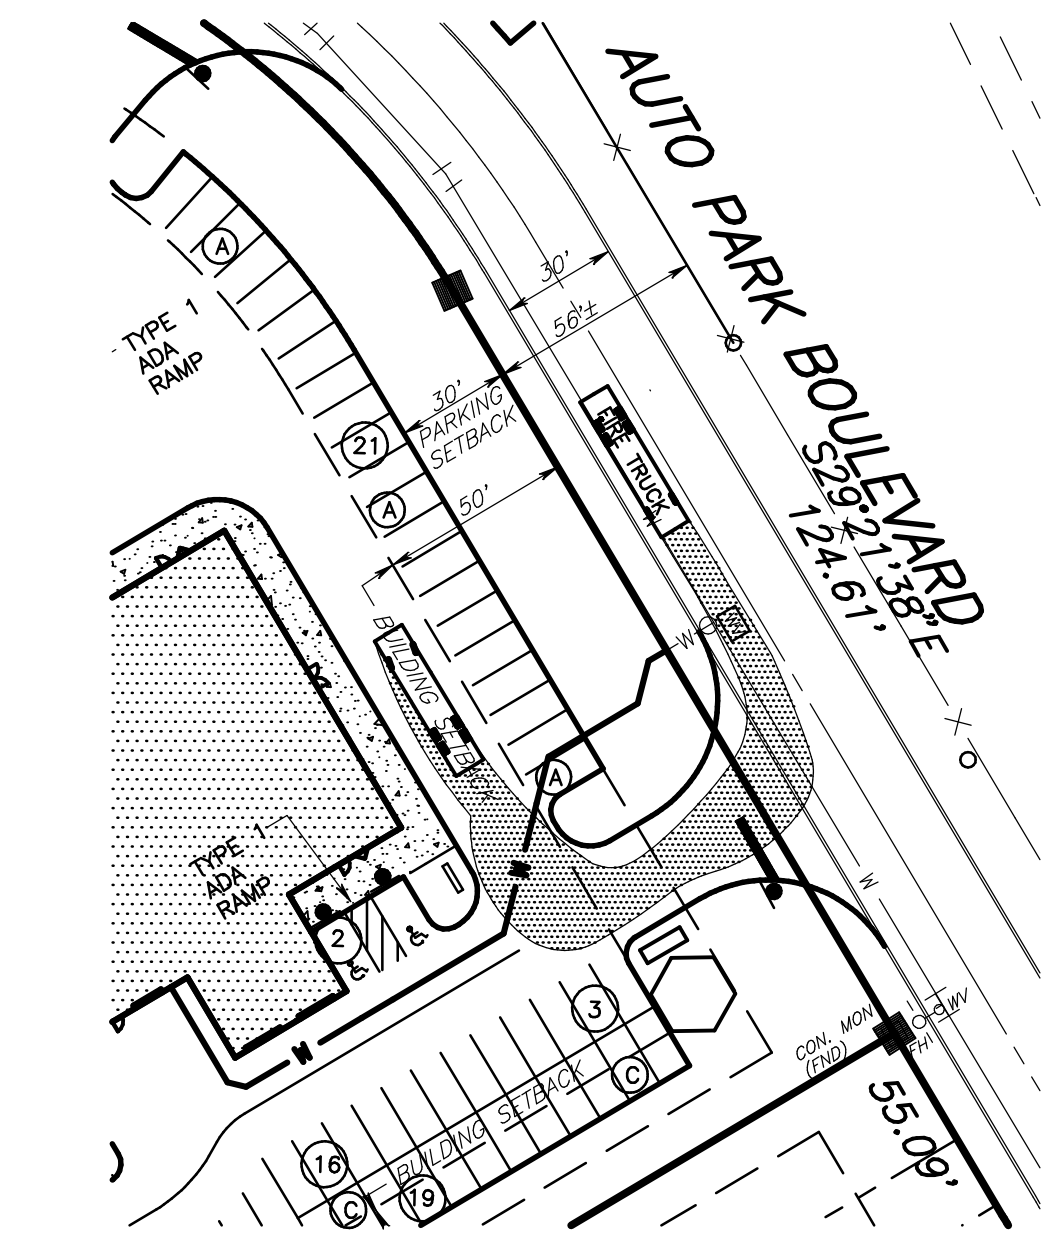 AUTO PARK BOULEVARD
S29°21'38"E
124.61'
30'
56'±
A
TYPE 1
ADA
RAMP
30'
PARKING
SETBACK
21
A
50'
FIRE TRUCK
BUILDING SETBACK
W
WM
A
TYPE 1
ADA
RAMP
W
W
2
3
W
CON. MON
(FND)
FH
WV
C
BUILDING SETBACK
55.09'
16
19
C